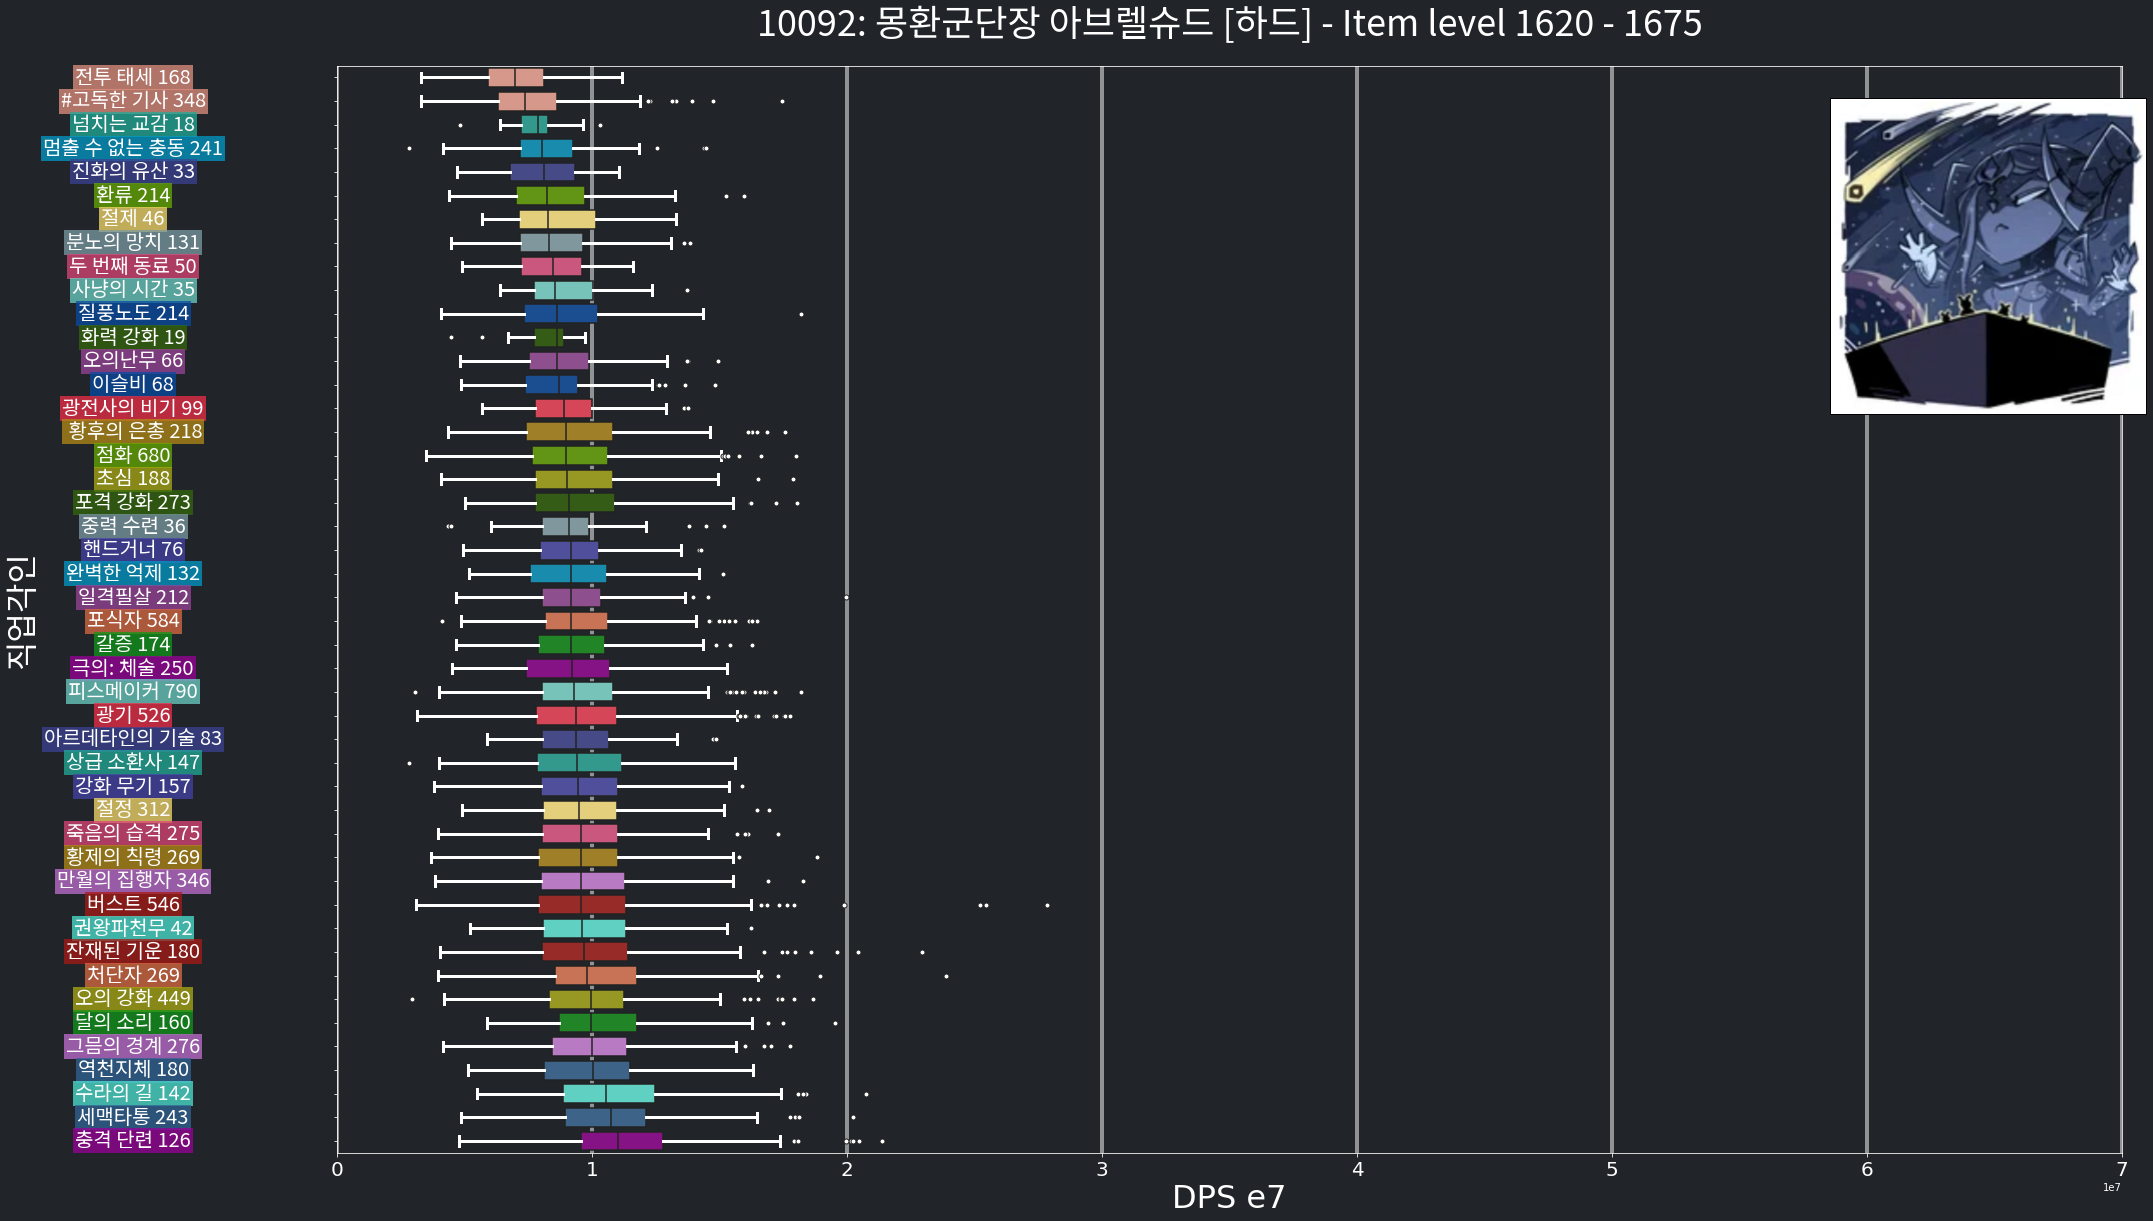 10092: 몽환군단장 아브렐슈드 [하드] - Item level 1620 - 1675
직업각인
전투 태세 168
#고독한 기사 348
넘치는 교감 18
멈출 수 없는 충동 241
진화의 유산 33
환류 214
절제 46
분노의 망치 131
두 번째 동료 50
사냥의 시간 35
질풍노도 214
화력 강화 19
오의난무 66
이슬비 68
광전사의 비기 99
황후의 은총 218
점화 680
초심 188
포격 강화 273
중력 수련 36
핸드거너 76
완벽한 억제 132
일격필살 212
포식자 584
갈증 174
극의: 체술 250
피스메이커 790
광기 526
아르데타인의 기술 83
상급 소환사 147
강화 무기 157
절정 312
죽음의 습격 275
황제의 칙령 269
만월의 집행자 346
버스트 546
권왕파천무 42
잔재된 기운 180
처단자 269
오의 강화 449
달의 소리 160
그믐의 경계 276
역천지체 180
수라의 길 142
세맥타통 243
충격 단련 126
0 1 2 3 4 5 6 7
1e7
DPS e7